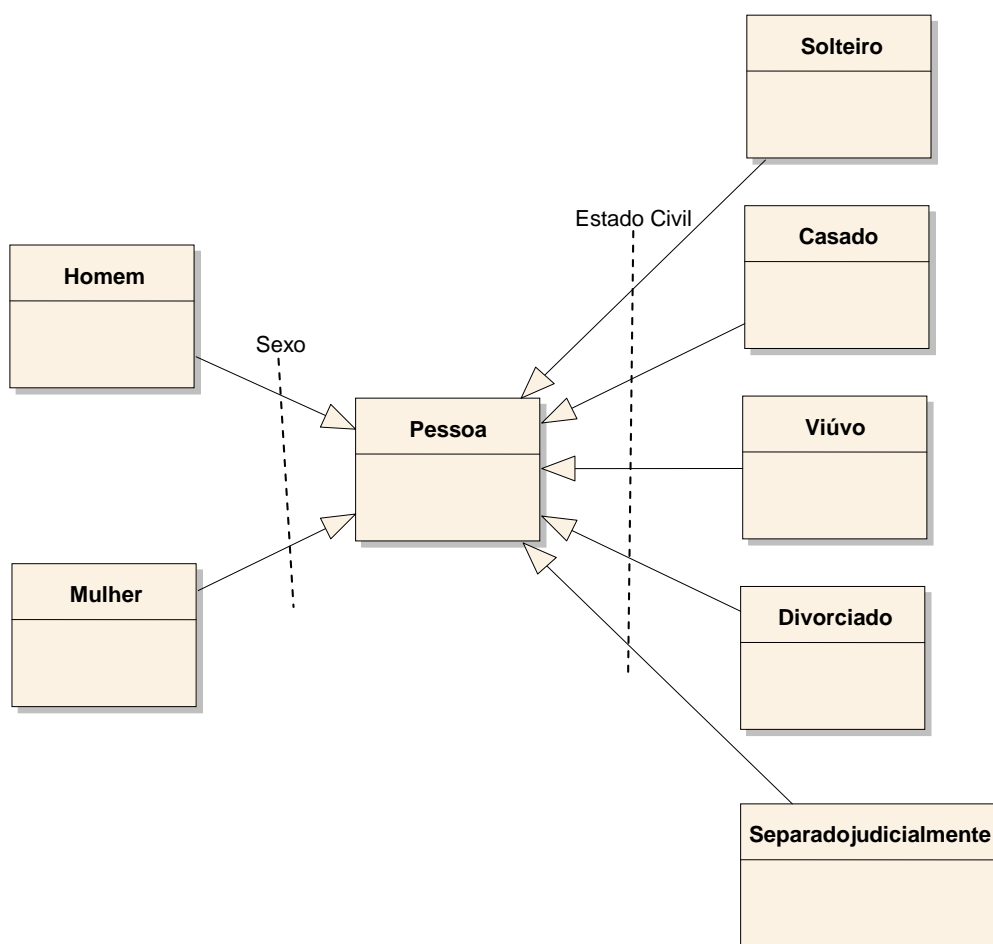 Solteiro
Estado Civil
Casado
Homem
Sexo
Pessoa
Viúvo
Mulher
Divorciado
Separadojudicialmente